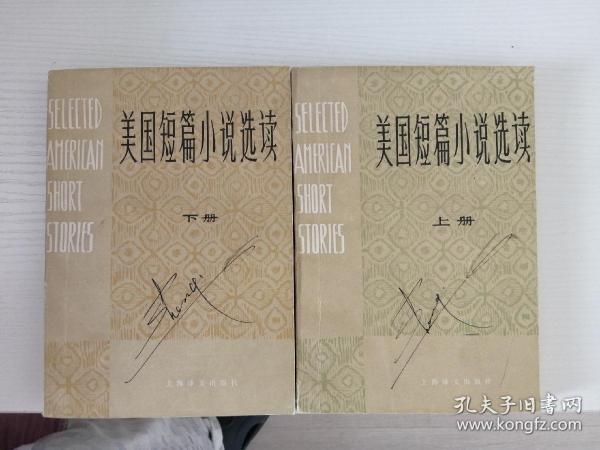 SELECTED
AMERICAN
SHORT
STORIES
美国短篇小说选读
下册
上海译文出版社
SELECTED
AMERICAN
SHORT
STORIES
美国短篇小说选读
上册
上海译文出版社
孔夫子旧书网
www.kongfz.com